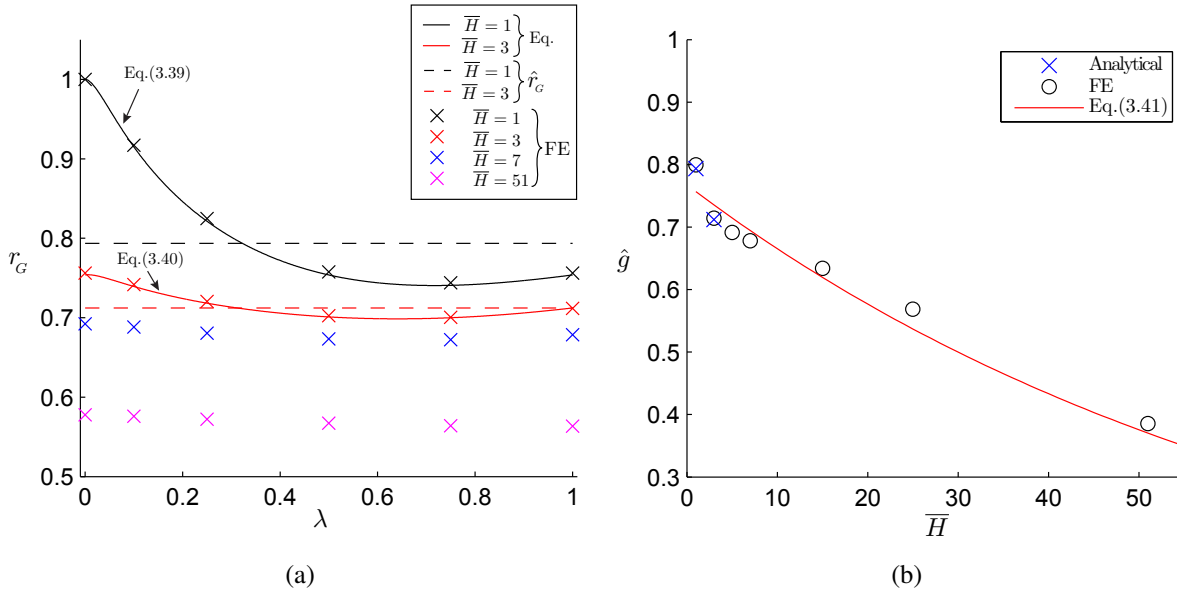 H = 1
H = 3
Eq.
H = 1
H = 3
r̂_G
H = 1
H = 3
H = 7
H = 51
FE
Eq.(3.39)
Eq.(3.40)
1
0.9
0.8
0.7
0.6
0.5
r_G
0 0.2 0.4 0.6 0.8 1
λ
(a)
Analytical
FE
Eq.(3.41)
1
0.9
0.8
0.7
0.6
0.5
0.4
0.3
ĝ
0 10 20 30 40 50
H
(b)